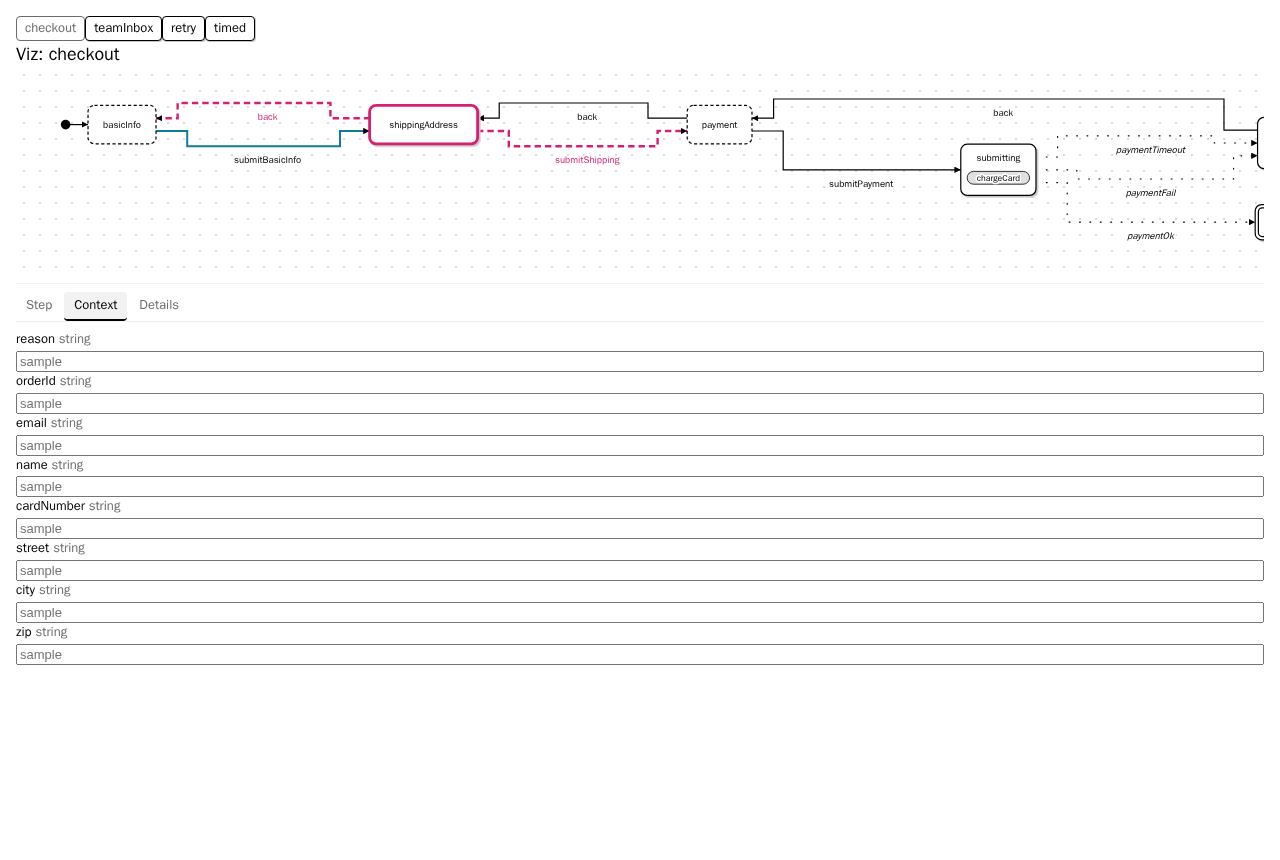 checkout teamInbox retry timed
Viz: checkout
basicInfo
back
submitBasicInfo
shippingAddress
back
submitShipping
payment
back
submitPayment
submitting
chargeCard
paymentTimeout
paymentFail
paymentOk
Step Context Details
reason string
sample
orderId string
sample
email string
sample
name string
sample
cardNumber string
sample
street string
sample
city string
sample
zip string
sample